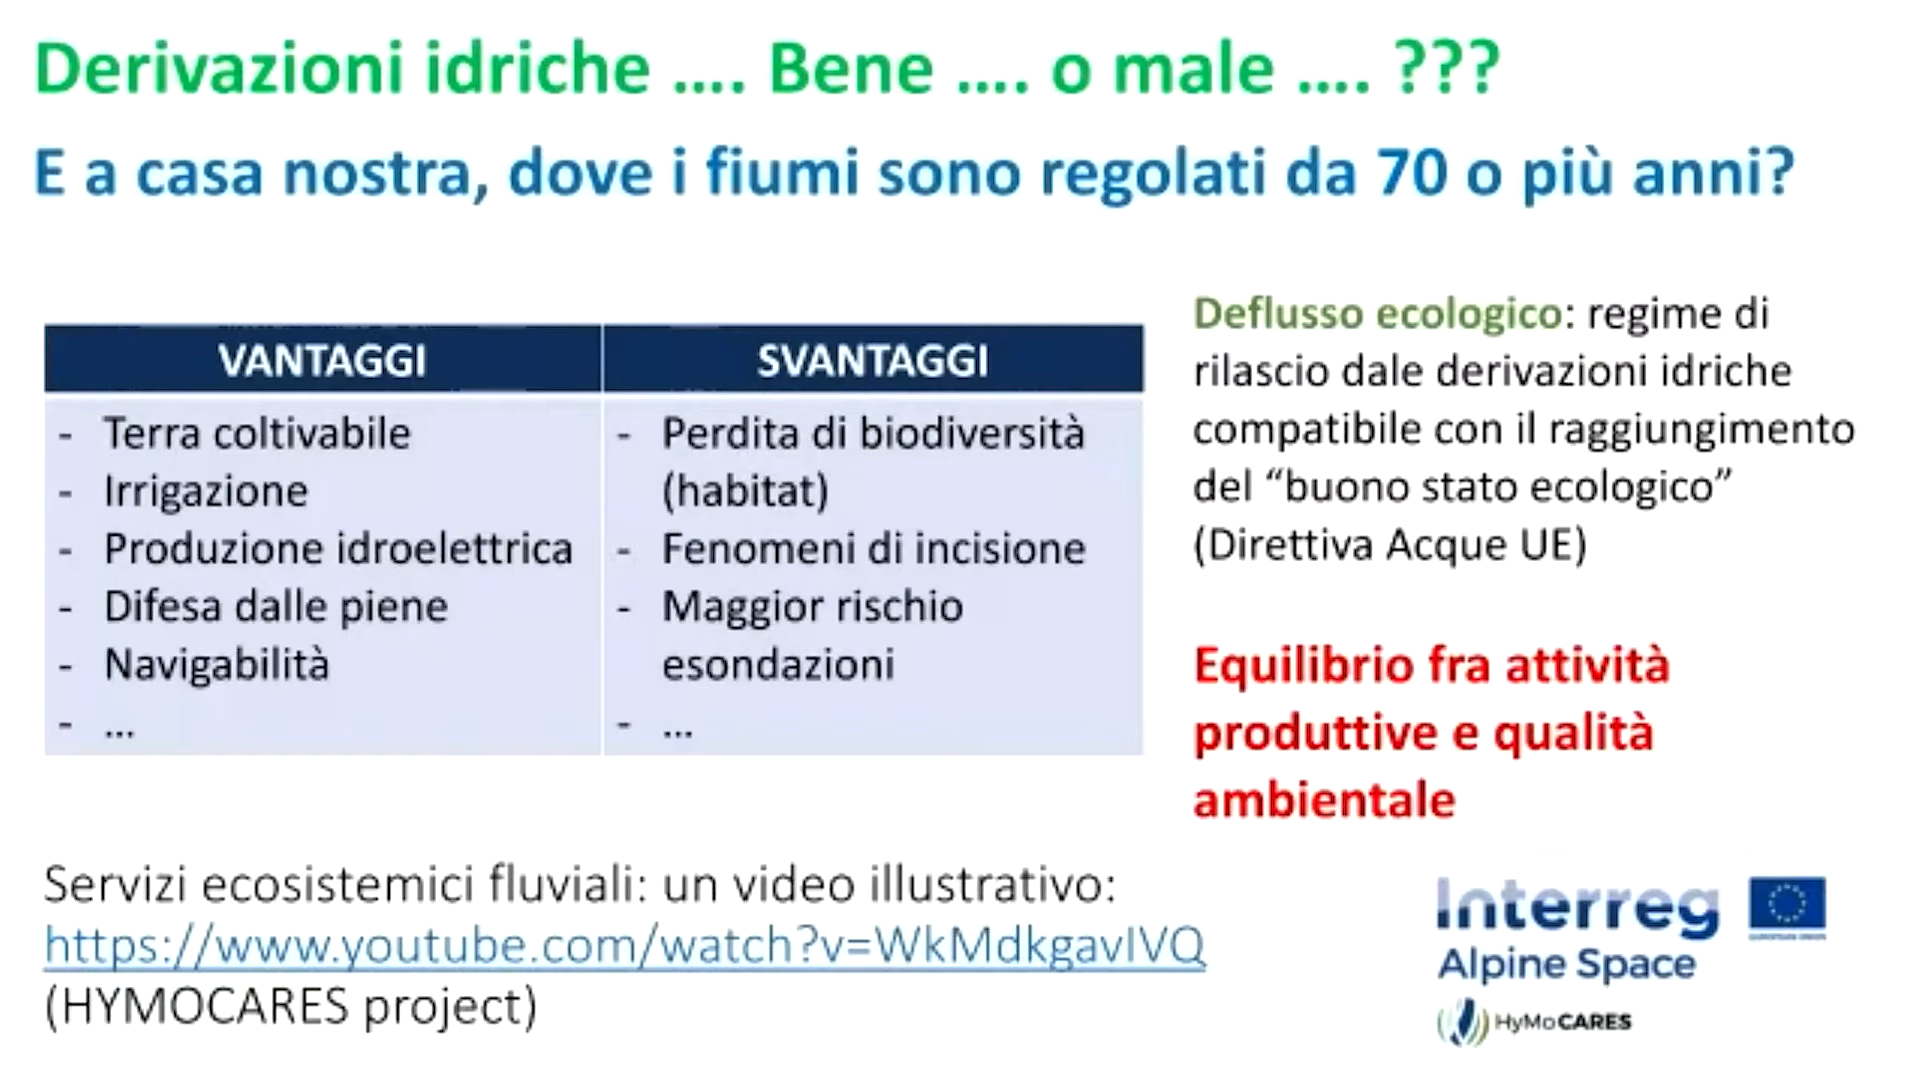 Derivazioni idriche .... Bene .... o male .... ???
E a casa nostra, dove i fiumi sono regolati da 70 o più anni?
VANTAGGI
- Terra coltivabile
- Irrigazione
- Produzione idroelettrica
- Difesa dalle piene
- Navigabilità
- ...
SVANTAGGI
- Perdita di biodiversità
(habitat)
- Fenomeni di incisione
- Maggior rischio
esondazioni
- ...
Deflusso ecologico: regime di
rilascio dale derivazioni idriche
compatibile con il raggiungimento
del “buono stato ecologico”
(Direttiva Acque UE)
Equilibrio fra attività
produttive e qualità
ambientale
Servizi ecosistemici fluviali: un video illustrativo:
https://www.youtube.com/watch?v=WkMdkgavIVQ
(HYMOCARES project)
Interreg
Alpine Space
HyMoCARES